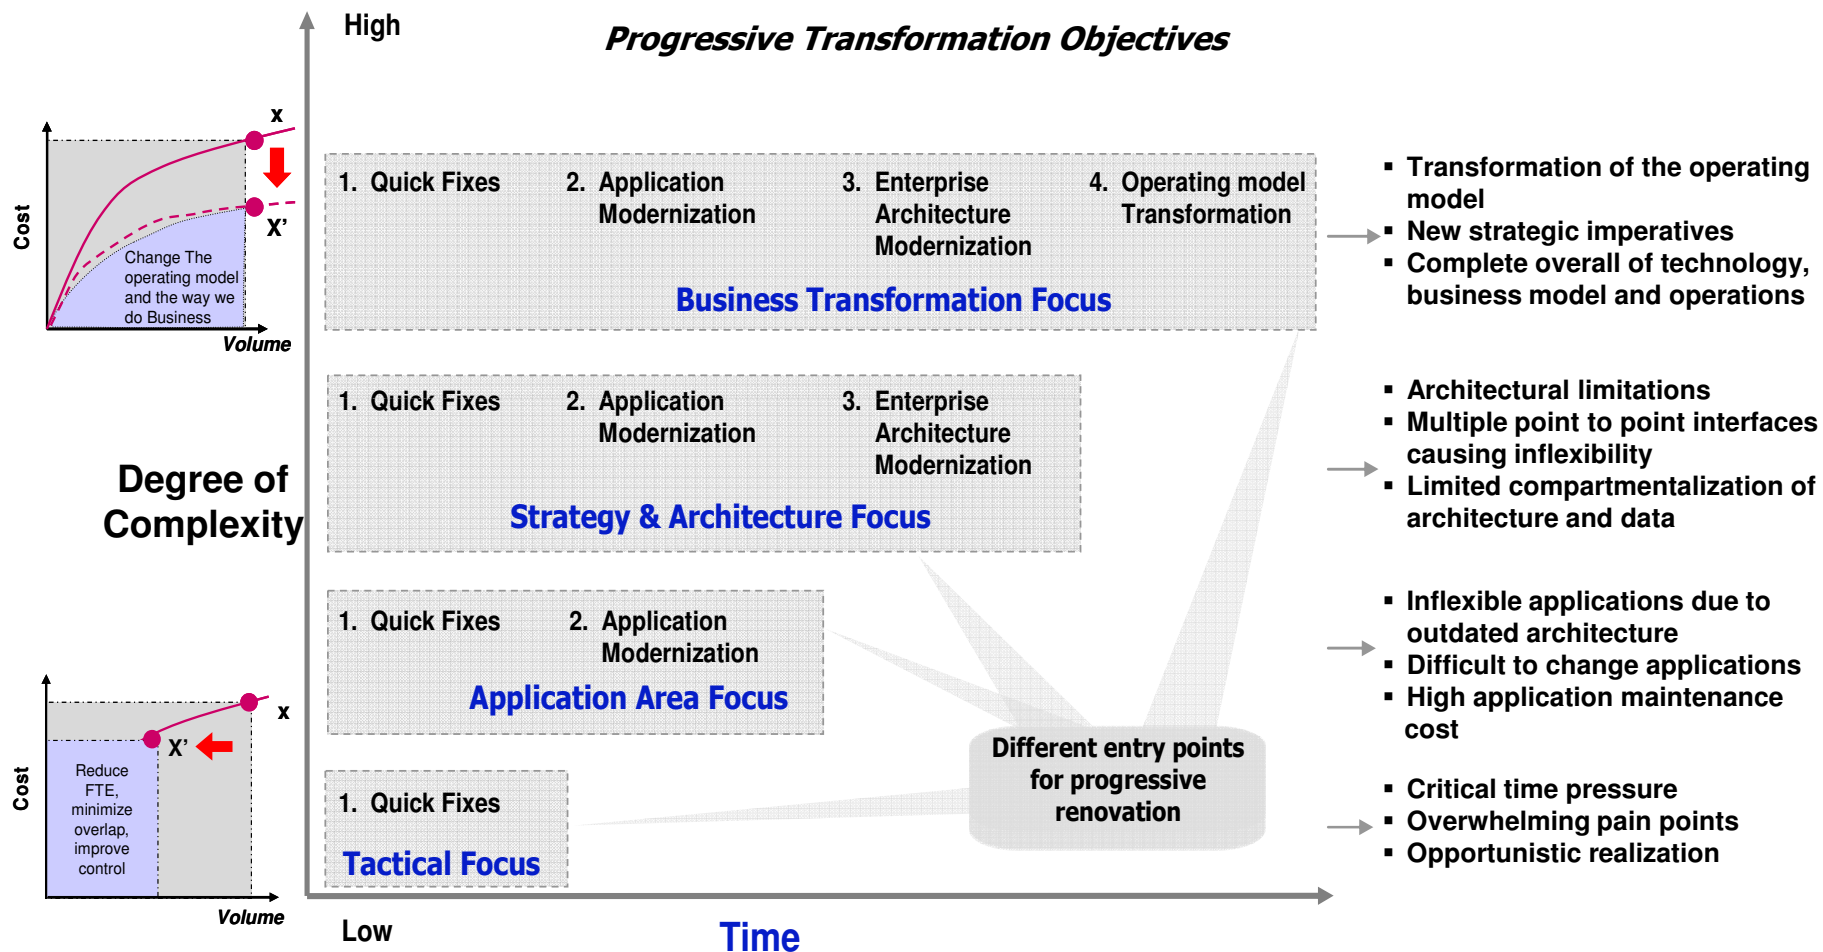 High
Progressive Transformation Objectives
x
X'
Cost
Change The
operating model
and the way we
do Business
Volume
1. Quick Fixes
2. Application
Modernization
3. Enterprise
Architecture
Modernization
4. Operating model
Transformation
Business Transformation Focus
▪ Transformation of the operating
model
▪ New strategic imperatives
▪ Complete overall of technology,
business model and operations
Degree of
Complexity
1. Quick Fixes
2. Application
Modernization
3. Enterprise
Architecture
Modernization
Strategy & Architecture Focus
▪ Architectural limitations
▪ Multiple point to point interfaces
causing inflexibility
▪ Limited compartmentalization of
architecture and data
1. Quick Fixes
2. Application
Modernization
Application Area Focus
▪ Inflexible applications due to
outdated architecture
▪ Difficult to change applications
▪ High application maintenance
cost
x
X'
Cost
Reduce
FTE,
minimize
overlap,
improve
control
Volume
Different entry points
for progressive
renovation
1. Quick Fixes
Tactical Focus
▪ Critical time pressure
▪ Overwhelming pain points
▪ Opportunistic realization
Low
Time